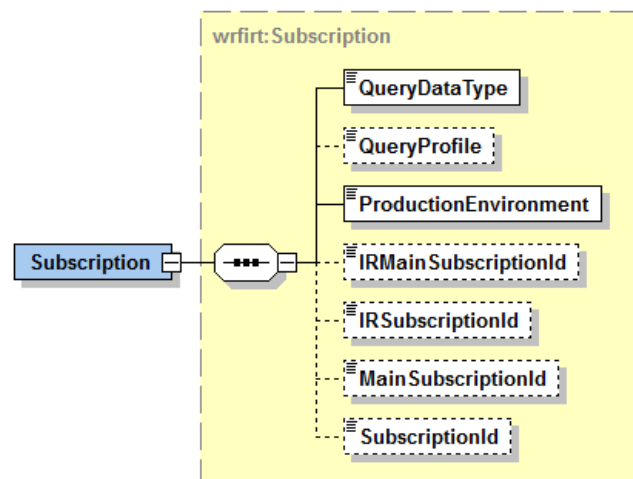 wrfirt:Subscription
QueryDataType
QueryProfile
ProductionEnvironment
Subscription
IRMainSubscriptionId
IRSubscriptionId
MainSubscriptionId
SubscriptionId